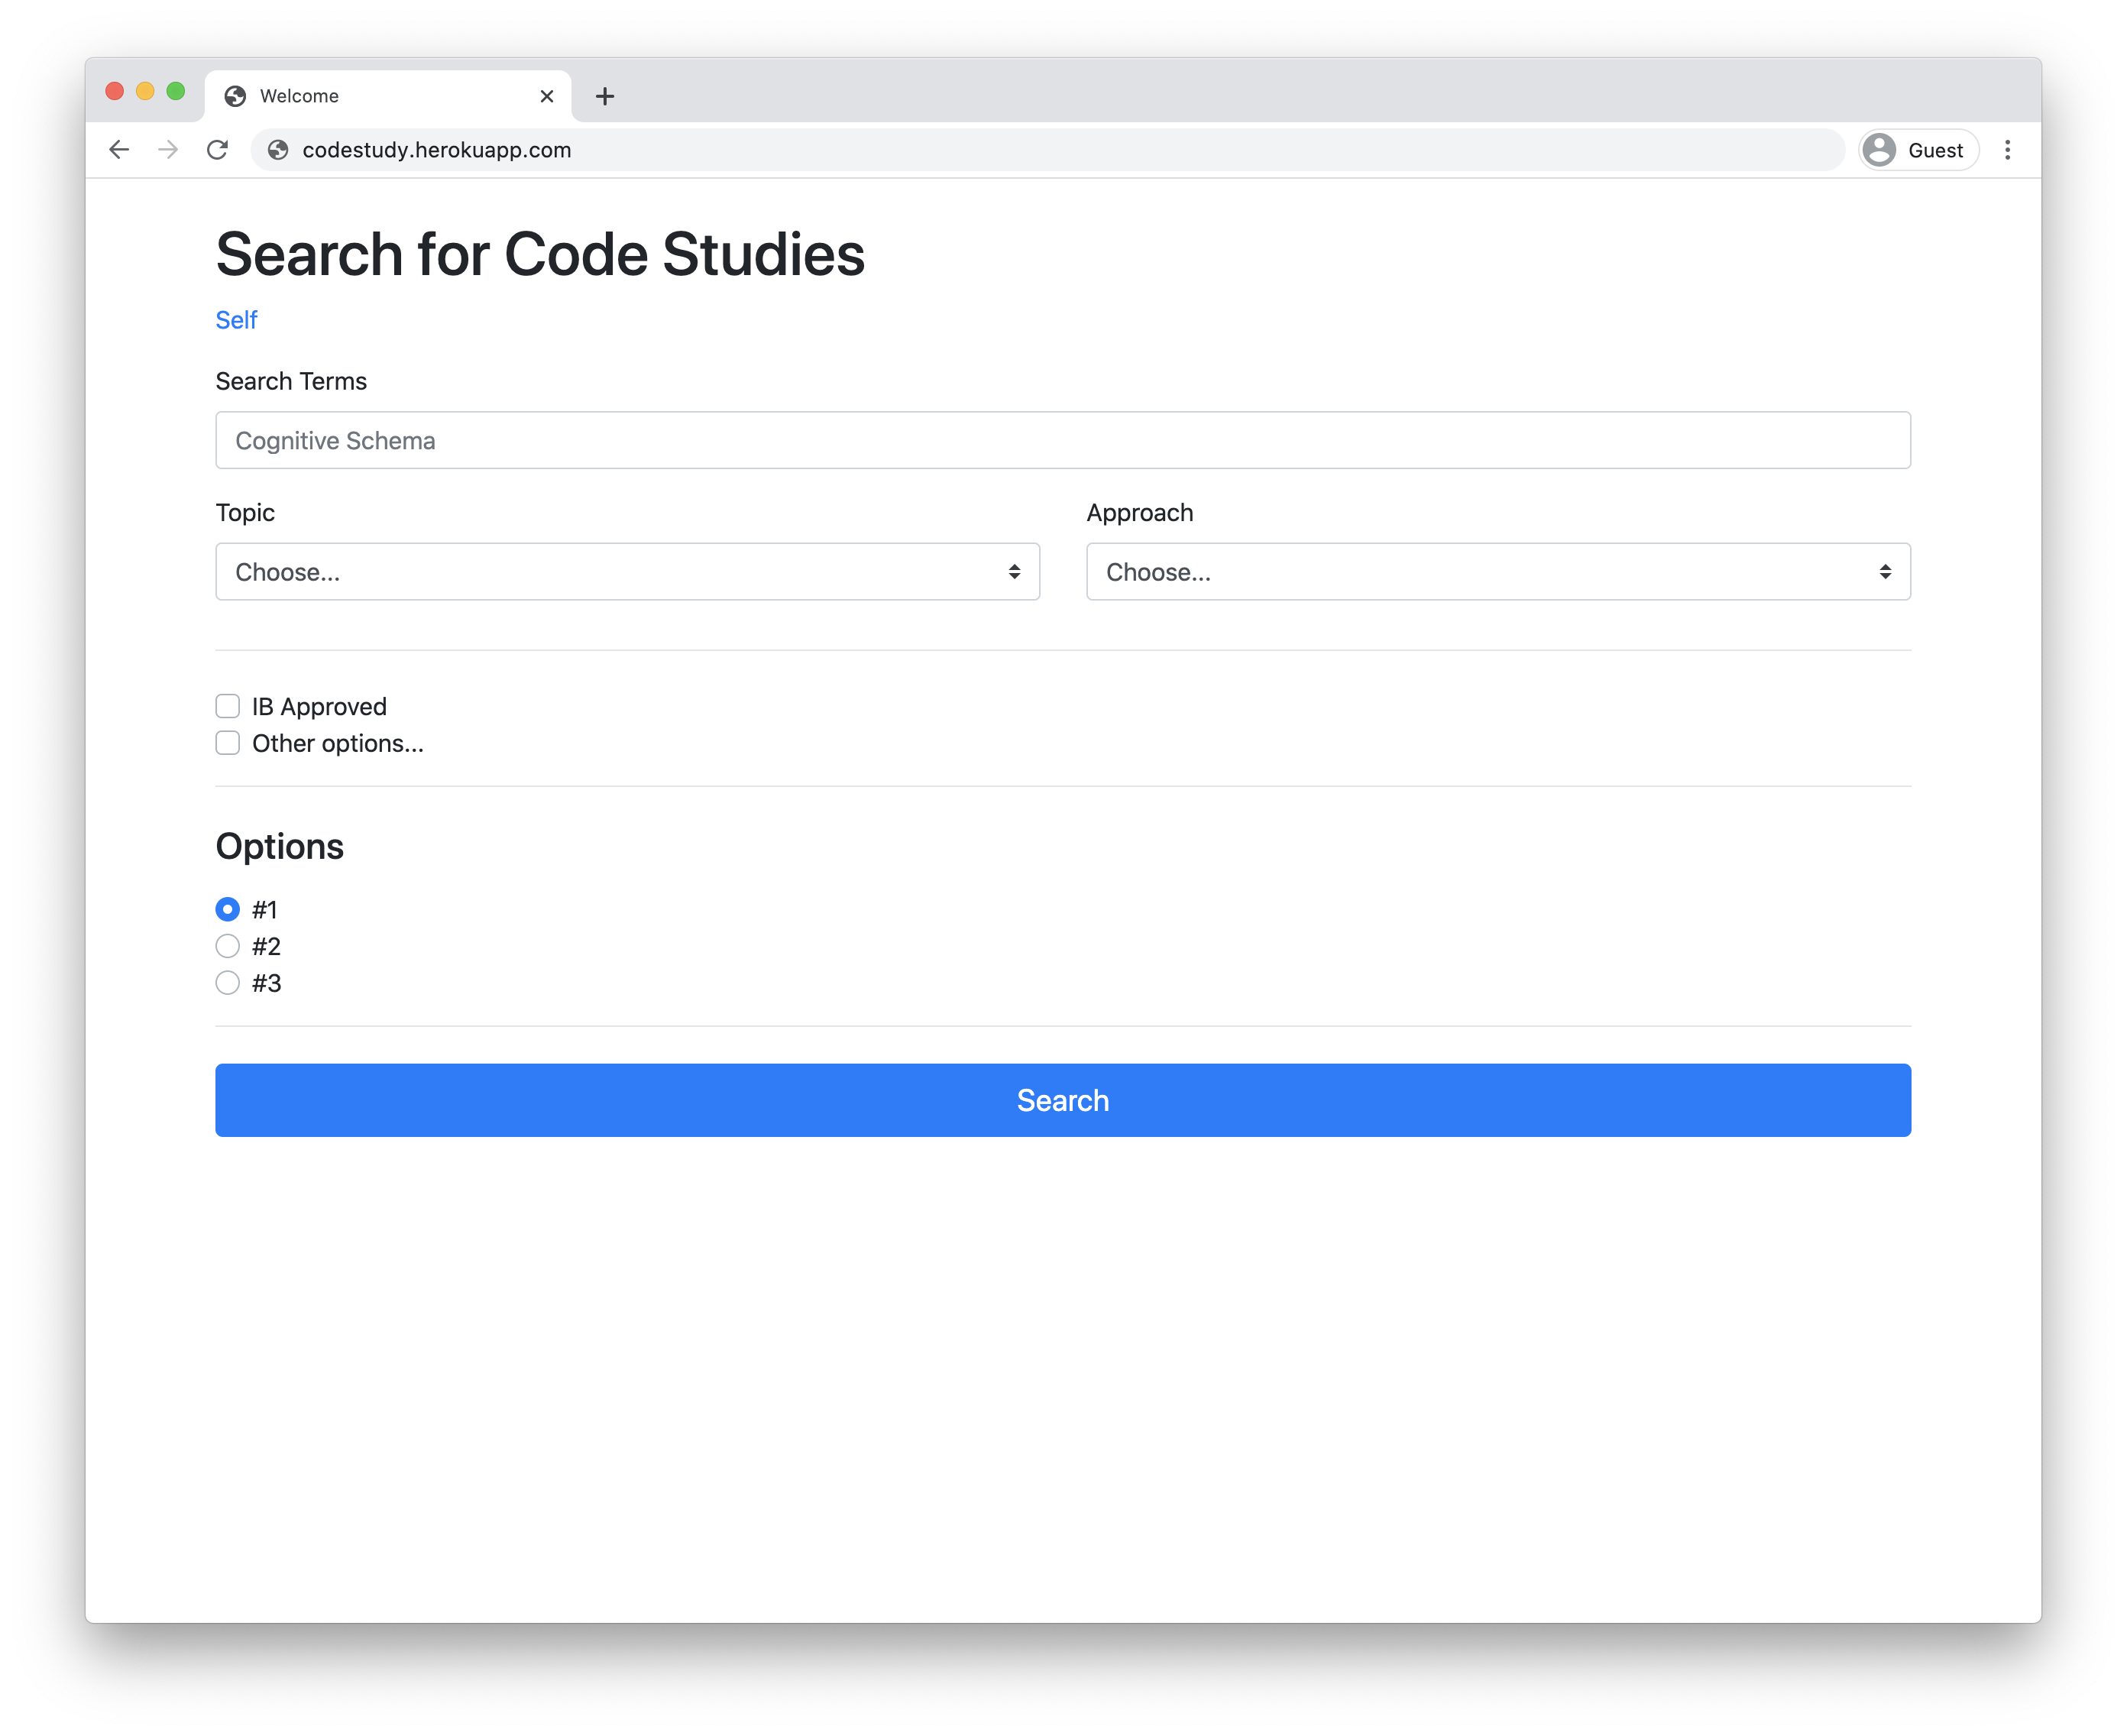 Welcome
codestudy.herokuapp.com
Guest
Search for Code Studies
Self
Search Terms
Cognitive Schema
Topic
Approach
Choose...
Choose...
IB Approved
Other options...
Options
#1
#2
#3
Search